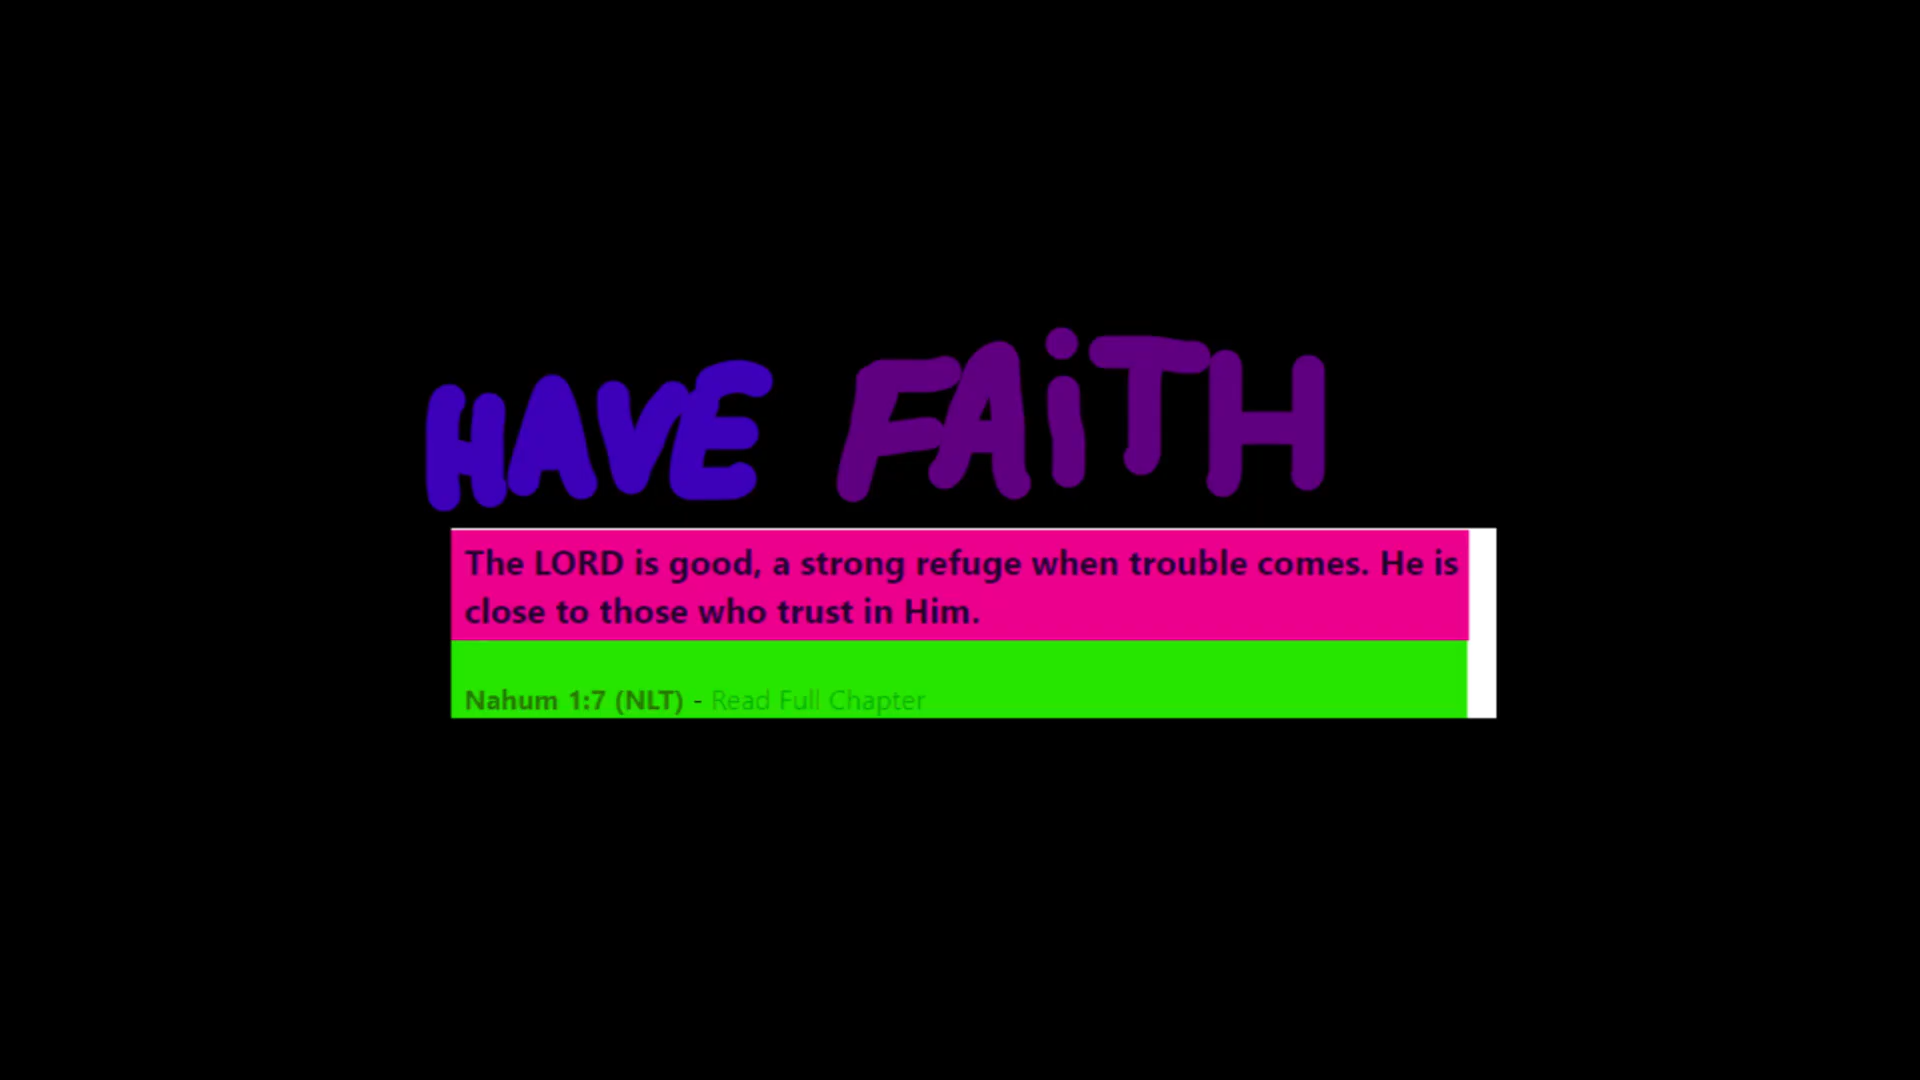 HAVE FAiTH
The LORD is good, a strong refuge when trouble comes. He is
close to those who trust in Him.
Nahum 1:7 (NLT) - Read Full Chapter